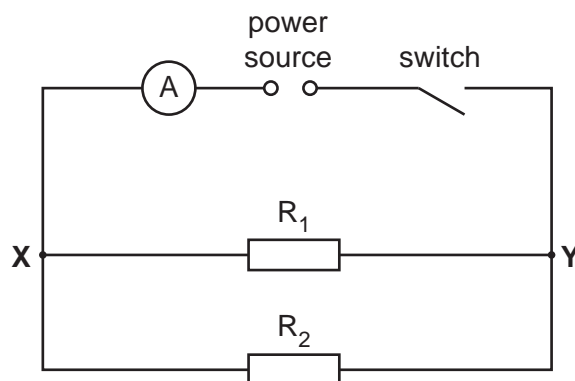 power
source
switch
A
R₁
X
Y
R₂